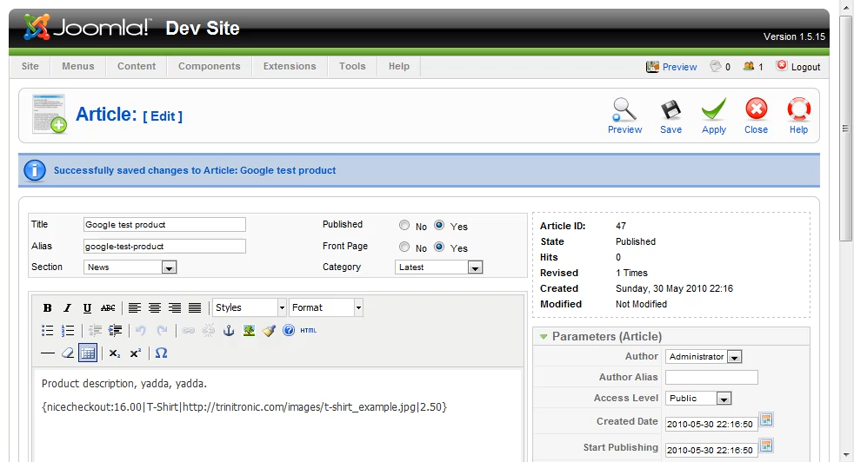 Joomla!™ Dev Site
Version 1.5.15
Site Menus Content Components Extensions Tools Help Preview 0 1 Logout
Article: [ Edit ]
Preview Save Apply Close Help
Successfully saved changes to Article: Google test product
Title Google test product Published No Yes
Alias google-test-product Front Page No Yes
Section News Category Latest
Article ID: 47
State Published
Hits 0
Revised 1 Times
Created Sunday, 30 May 2010 22:16
Modified Not Modified
B I U ABC Styles Format
HTML
x₂ x² Ω
Product description, yadda, yadda.
{nicecheckout:16.00|T-Shirt|http://trinitronic.com/images/t-shirt_example.jpg|2.50}
Parameters (Article)
Author Administrator
Author Alias
Access Level Public
Created Date 2010-05-30 22:16:50
Start Publishing 2010-05-30 22:16:50